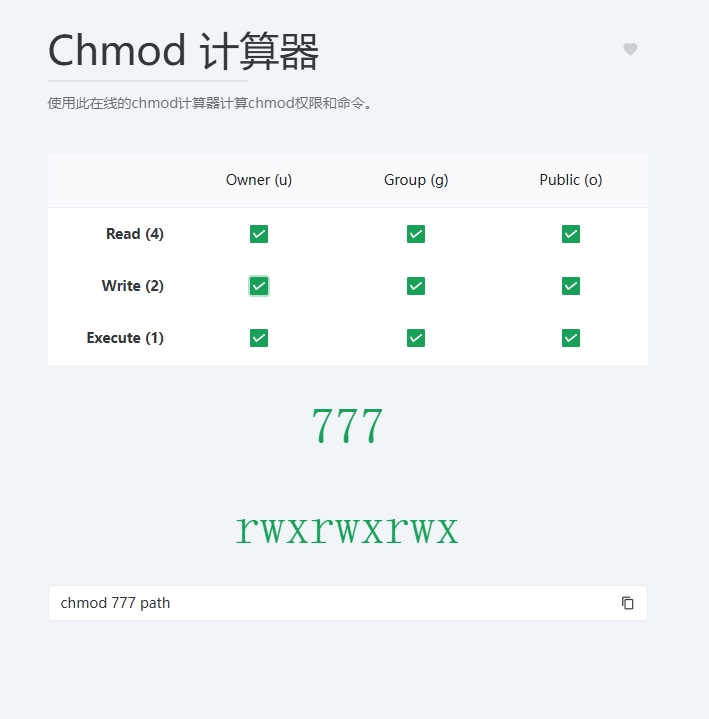 Chmod 计算器
使用此在线的chmod计算器计算chmod权限和命令。
Owner (u) Group (g) Public (o)
Read (4)
Write (2)
Execute (1)
777
rwxrwxrwx
chmod 777 path